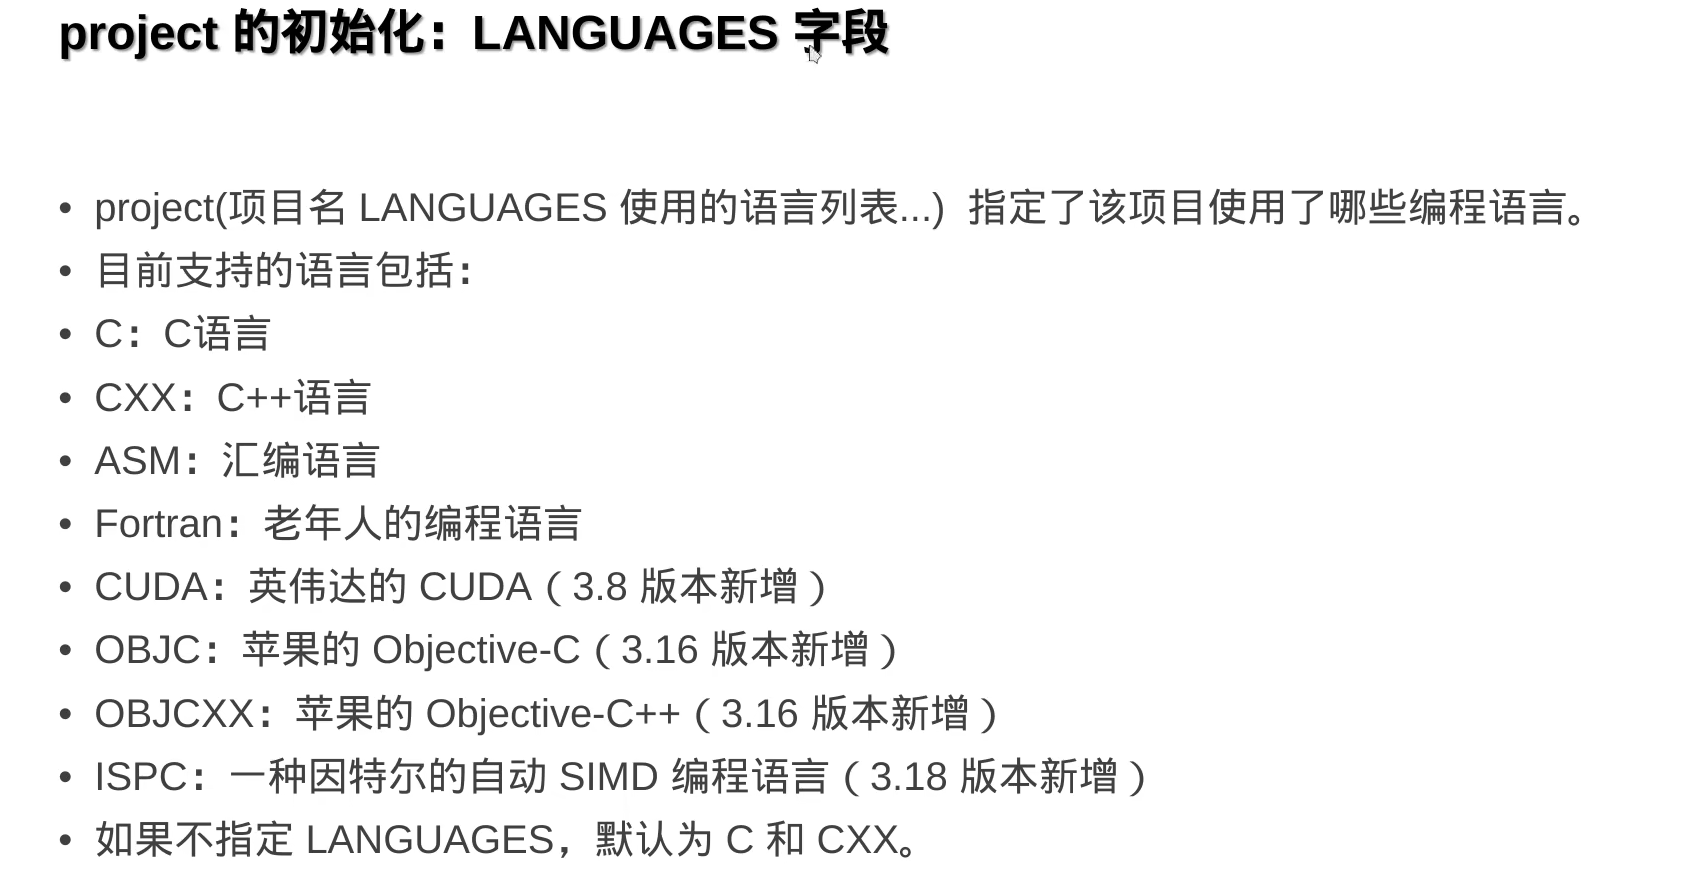 project 的初始化：LANGUAGES 字段
• project(项目名 LANGUAGES 使用的语言列表...) 指定了该项目使用了哪些编程语言。
• 目前支持的语言包括：
• C：C语言
• CXX：C++语言
• ASM：汇编语言
• Fortran：老年人的编程语言
• CUDA：英伟达的 CUDA（3.8 版本新增）
• OBJC：苹果的 Objective-C（3.16 版本新增）
• OBJCXX：苹果的 Objective-C++（3.16 版本新增）
• ISPC：一种因特尔的自动 SIMD 编程语言（3.18 版本新增）
• 如果不指定 LANGUAGES，默认为 C 和 CXX。